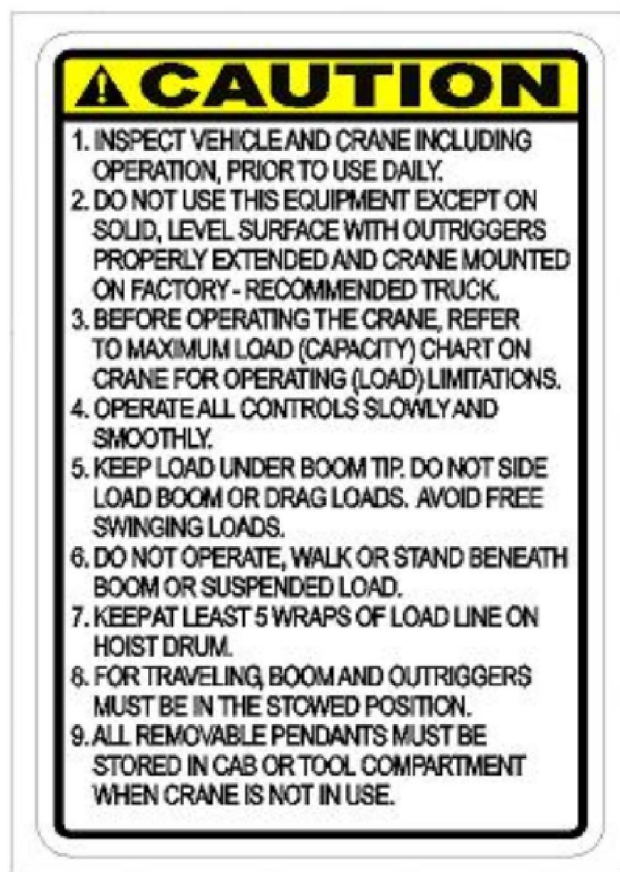 CAUTION
1. INSPECT VEHICLE AND CRANE INCLUDING
OPERATION, PRIOR TO USE DAILY.
2. DO NOT USE THIS EQUIPMENT EXCEPT ON
SOLID, LEVEL SURFACE WITH OUTRIGGERS
PROPERLY EXTENDED AND CRANE MOUNTED
ON FACTORY - RECOMMENDED TRUCK.
3. BEFORE OPERATING THE CRANE, REFER
TO MAXIMUM LOAD (CAPACITY) CHART ON
CRANE FOR OPERATING (LOAD) LIMITATIONS.
4. OPERATE ALL CONTROLS SLOWLY AND
SMOOTHLY.
5. KEEP LOAD UNDER BOOM TIP. DO NOT SIDE
LOAD BOOM OR DRAG LOADS. AVOID FREE
SWINGING LOADS.
6. DO NOT OPERATE, WALK OR STAND BENEATH
BOOM OR SUSPENDED LOAD.
7. KEEP AT LEAST 5 WRAPS OF LOAD LINE ON
HOIST DRUM.
8. FOR TRAVELING, BOOM AND OUTRIGGERS
MUST BE IN THE STOWED POSITION.
9. ALL REMOVABLE PENDANTS MUST BE
STORED IN CAB OR TOOL COMPARTMENT
WHEN CRANE IS NOT IN USE.